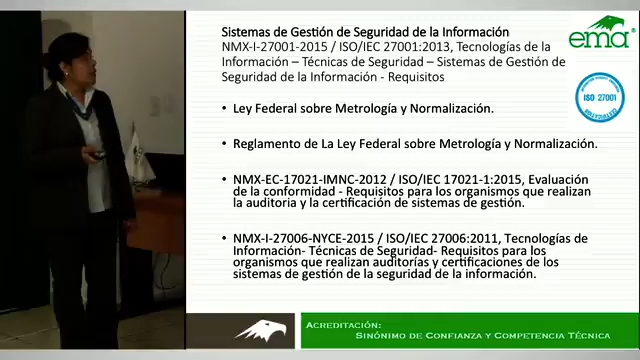 Sistemas de Gestión de Seguridad de la Información
NMX-I-27001-2015 / ISO/IEC 27001:2013, Tecnologías de la
Información – Técnicas de Seguridad – Sistemas de Gestión de
Seguridad de la Información - Requisitos
ema
ISO 27001
• Ley Federal sobre Metrología y Normalización.
• Reglamento de La Ley Federal sobre Metrología y Normalización.
• NMX-EC-17021-IMNC-2012 / ISO/IEC 17021-1:2015, Evaluación
de la conformidad - Requisitos para los organismos que realizan
la auditoria y la certificación de sistemas de gestión.
• NMX-I-27006-NYCE-2015 / ISO/IEC 27006:2011, Tecnologías de
Información- Técnicas de Seguridad- Requisitos para los
organismos que realizan auditorías y certificaciones de los
sistemas de gestión de la seguridad de la información.
Acreditación:
Sinónimo de Confianza y Competencia Técnica